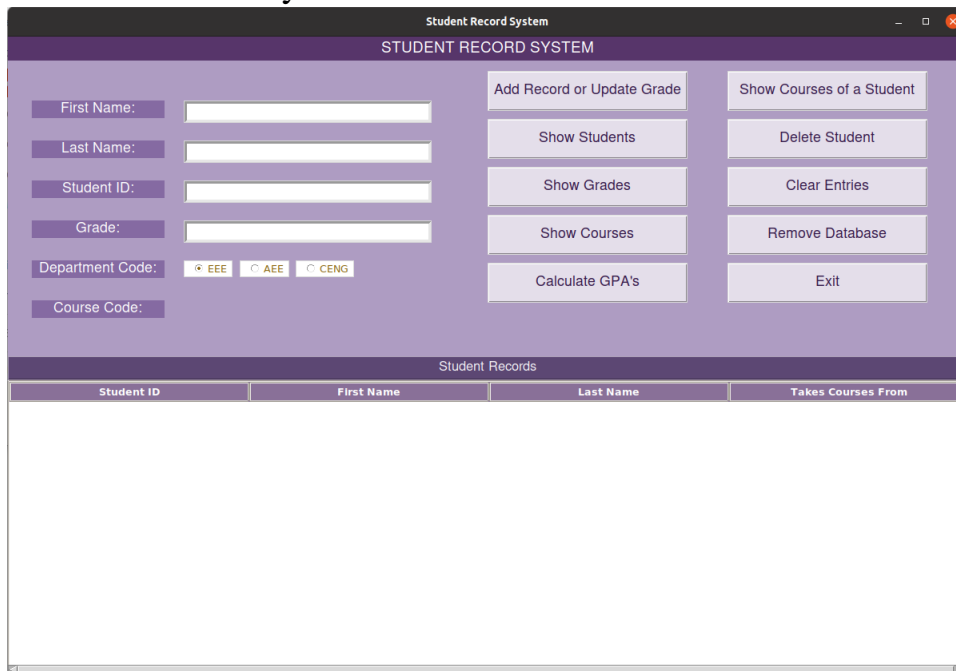 Student Record System
STUDENT RECORD SYSTEM
First Name:
Last Name:
Student ID:
Grade:
Department Code:
EEE AEE CENG
Course Code:
Add Record or Update Grade
Show Students
Show Grades
Show Courses
Calculate GPA's
Show Courses of a Student
Delete Student
Clear Entries
Remove Database
Exit
Student Records
Student ID First Name Last Name Takes Courses From